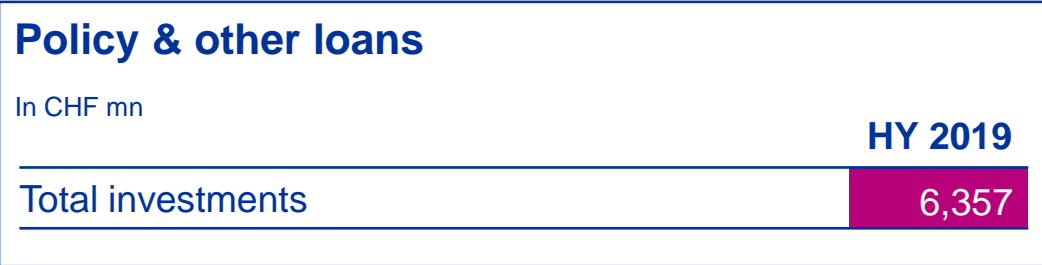 Policy & other loans
In CHF mn
HY 2019
Total investments 6,357